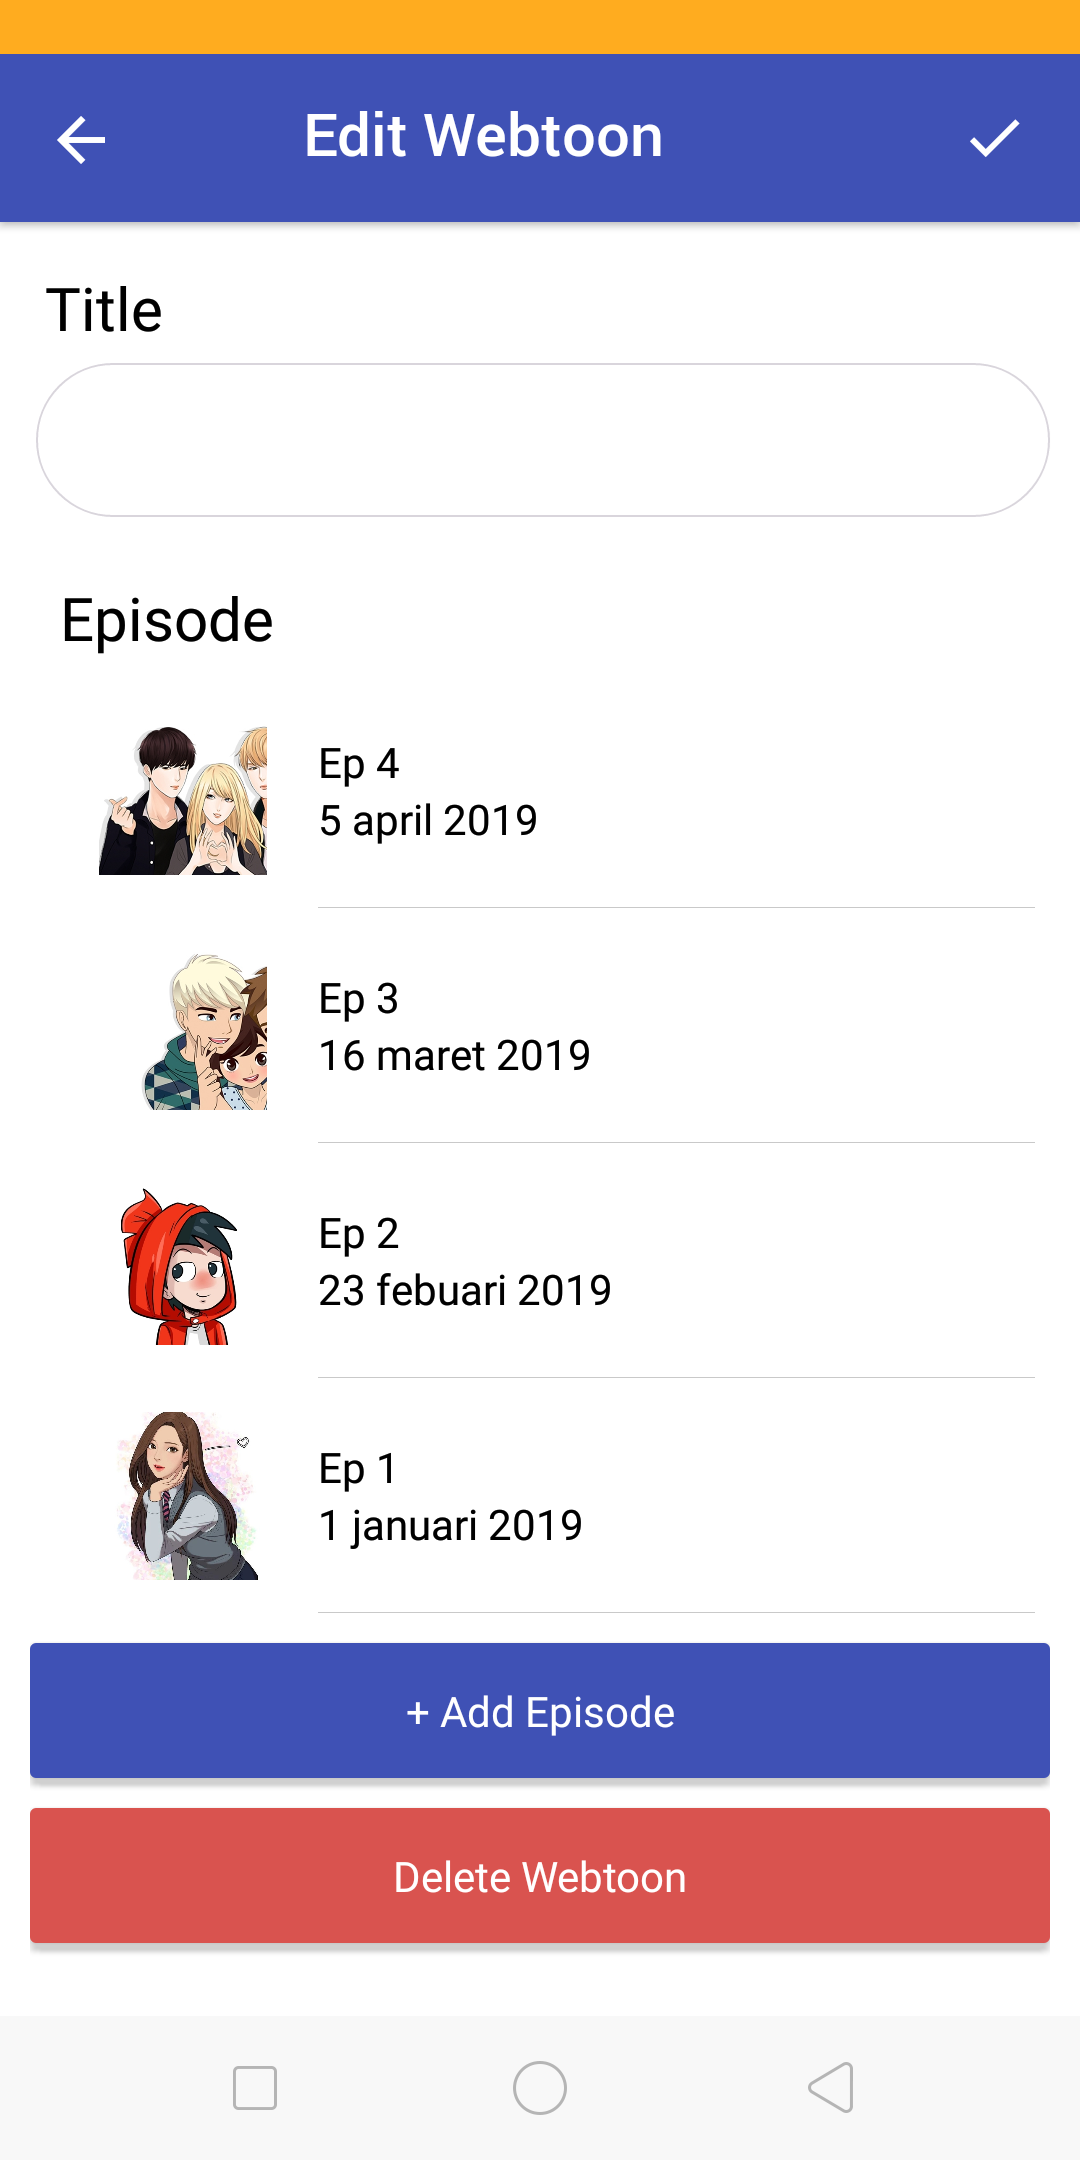 Edit Webtoon
Title
Episode
Ep 4
5 april 2019
Ep 3
16 maret 2019
Ep 2
23 febuari 2019
Ep 1
1 januari 2019
+ Add Episode
Delete Webtoon